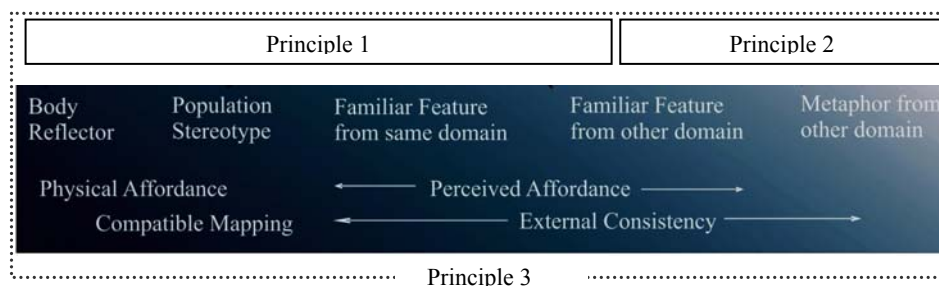 Principle 1
Principle 2
Body
Reflector
Population
Stereotype
Familiar Feature
from same domain
Familiar Feature
from other domain
Metaphor from
other domain
Physical Affordance
Perceived Affordance
Compatible Mapping
External Consistency
Principle 3